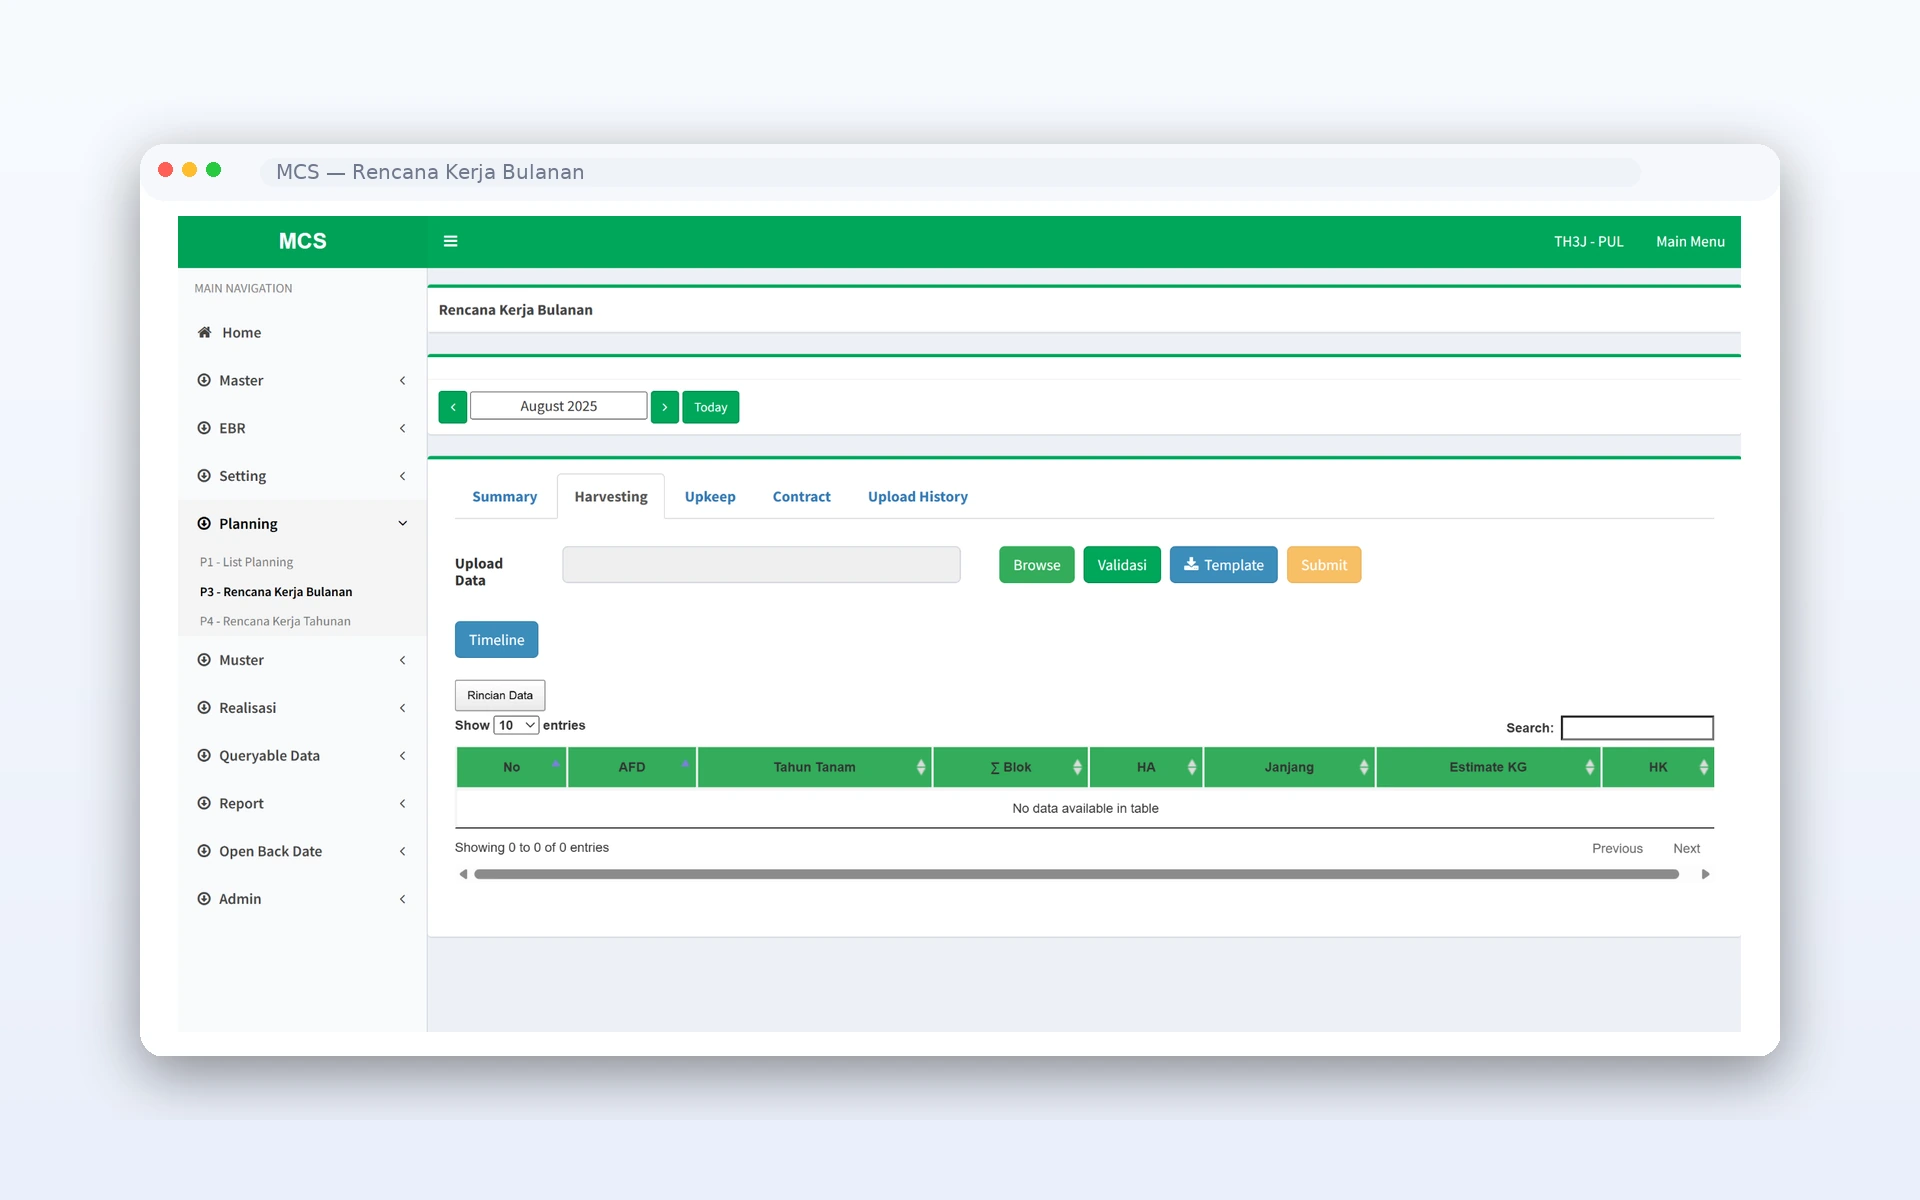 MCS — Rencana Kerja Bulanan
MCS
TH3J - PUL
Main Menu
MAIN NAVIGATION
Home
Master
EBR
Setting
Planning
P1 - List Planning
P3 - Rencana Kerja Bulanan
P4 - Rencana Kerja Tahunan
Muster
Realisasi
Queryable Data
Report
Open Back Date
Admin
Rencana Kerja Bulanan
August 2025
Today
Summary
Harvesting
Upkeep
Contract
Upload History
Upload
Data
Browse
Validasi
Template
Submit
Timeline
Rincian Data
Show 10 entries
Search:
No
AFD
Tahun Tanam
∑ Blok
HA
Janjang
Estimate KG
HK
No data available in table
Showing 0 to 0 of 0 entries
Previous
Next